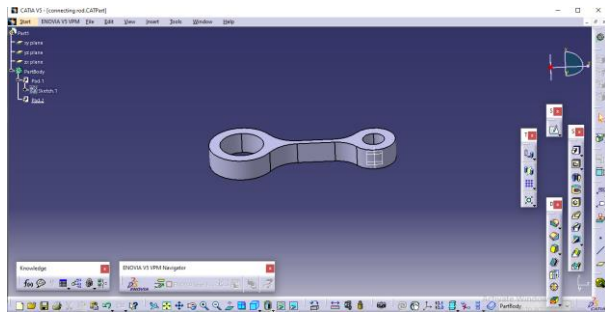 CATIA V5 - [connecting rod.CATPart]
Start ENOVIA V5 VPM File Edit View Insert Tools Window Help
Part1
xy plane
yz plane
zx plane
PartBody
Pad.1
Sketch.1
Pad.2
Knowledge
ENOVIA V5 VPM Navigator
f(x)
ENOVIA
PartBody